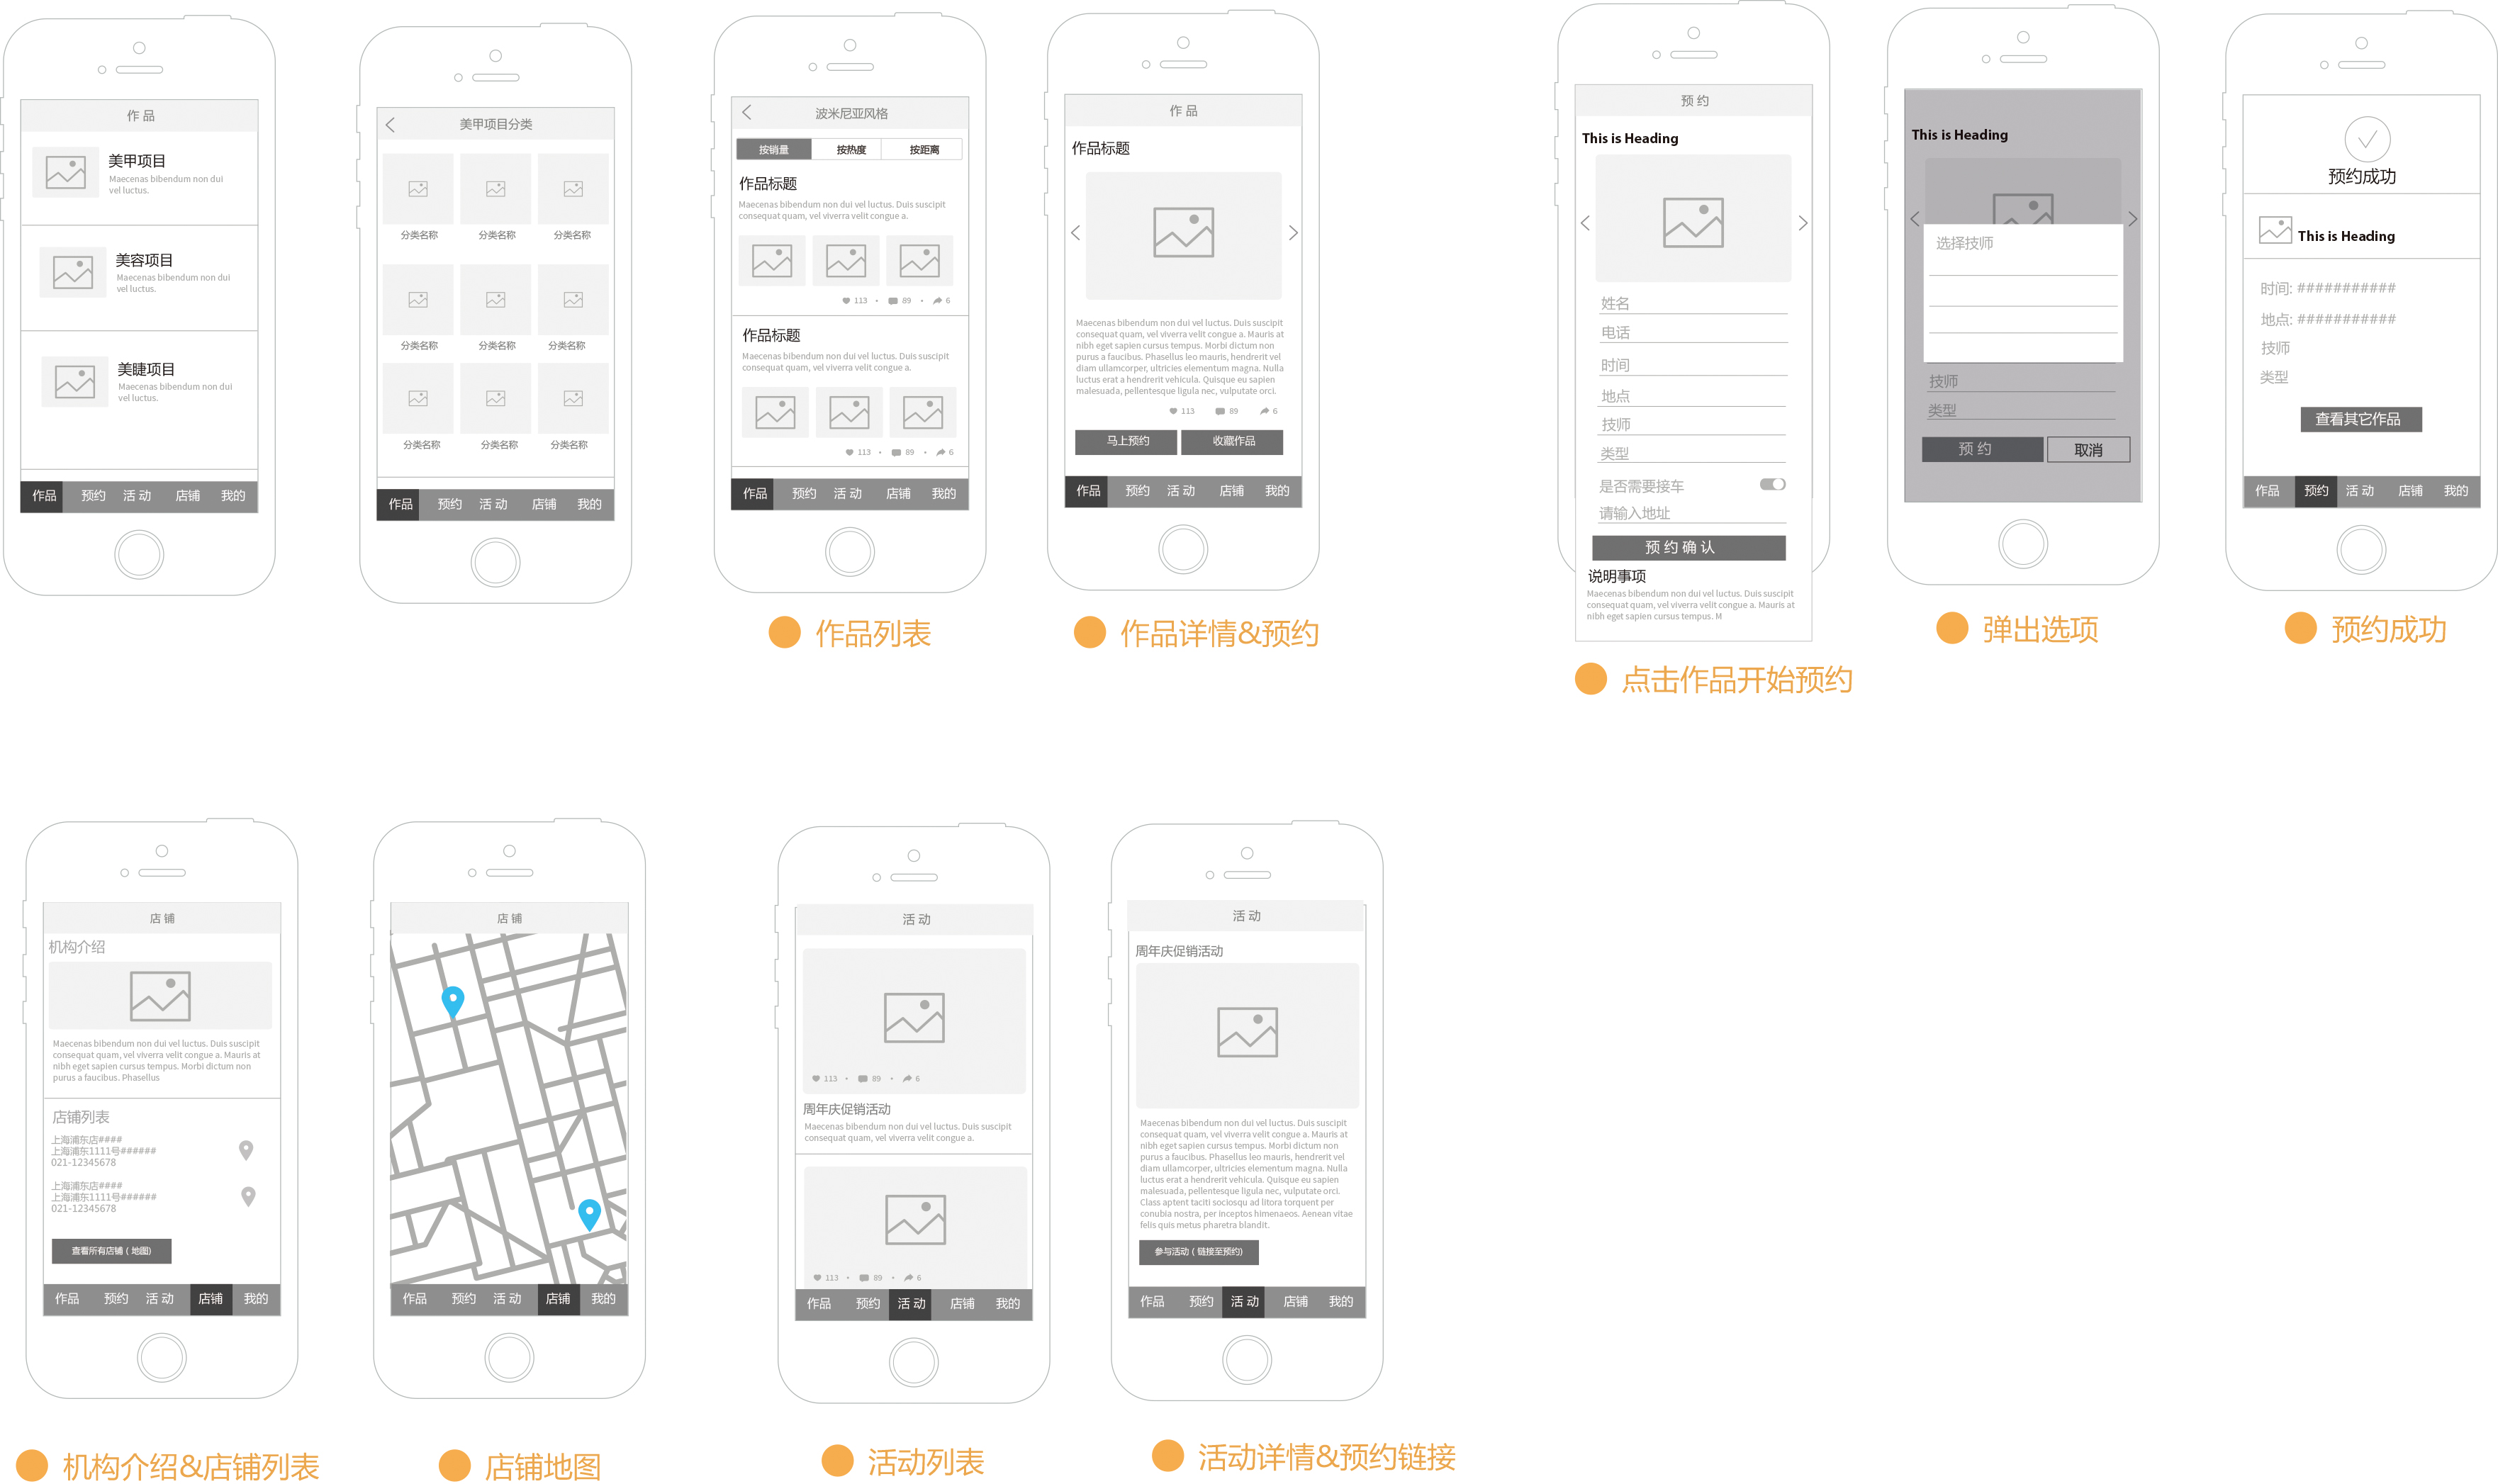 作 品
美甲项目
Maecenas bibendum non dui
vel luctus.
美容项目
Maecenas bibendum non dui
vel luctus.
美睫项目
Maecenas bibendum non dui
vel luctus.
作品 预约 活 动 店铺 我的
美甲项目分类
分类名称 分类名称 分类名称
分类名称 分类名称 分类名称
分类名称 分类名称 分类名称
作品 预约 活 动 店铺 我的
波米尼亚风格
按销量 按热度 按距离
作品标题
Maecenas bibendum non dui vel luctus. Duis suscipit
consequat quam, vel viverra velit congue a.
113 • 89 • 6
作品标题
Maecenas bibendum non dui vel luctus. Duis suscipit
consequat quam, vel viverra velit congue a.
113 • 89 • 6
作品 预约 活 动 店铺 我的
作品列表
作 品
作品标题
Maecenas bibendum non dui vel luctus. Duis suscipit
consequat quam, vel viverra velit congue a. Mauris at
nibh eget sapien cursus tempus. Morbi dictum non
purus a faucibus. Phasellus leo mauris, hendrerit vel
diam ullamcorper, ultricies elementum magna. Nulla
luctus erat a hendrerit vehicula. Quisque eu sapien
malesuada, pellentesque ligula nec, vulputate orci.
113 89 6
马上预约 收藏作品
作品 预约 活 动 店铺 我的
作品详情&预约
预 约
This is Heading
姓名
电话
时间
地点
技师
类型
是否需要接车
请输入地址
预 约 确 认
说明事项
Maecenas bibendum non dui vel luctus. Duis suscipit
consequat quam, vel viverra velit congue a. Mauris at
nibh eget sapien cursus tempus. M
点击作品开始预约
This is Heading
选择技师
技师
类型
预 约 取消
弹出选项
预约成功
This is Heading
时间: ###########
地点: ###########
技师
类型
查看其它作品
作品 预约 活 动 店铺 我的
预约成功
店 铺
机构介绍
Maecenas bibendum non dui vel luctus. Duis suscipit
consequat quam, vel viverra velit congue a. Mauris at
nibh eget sapien cursus tempus. Morbi dictum non
purus a faucibus. Phasellus
店铺列表
上海浦东店####
上海浦东1111号######
021-12345678
上海浦东店####
上海浦东1111号######
021-12345678
查看所有店铺 ( 地图)
作品 预约 活 动 店铺 我的
机构介绍&店铺列表
店 铺
作品 预约 活 动 店铺 我的
店铺地图
活 动
113 • 89 • 6
周年庆促销活动
Maecenas bibendum non dui vel luctus. Duis suscipit
consequat quam, vel viverra velit congue a.
113 • 89 • 6
作品 预约 活 动 店铺 我的
活动列表
活 动
周年庆促销活动
Maecenas bibendum non dui vel luctus. Duis suscipit
consequat quam, vel viverra velit congue a. Mauris at
nibh eget sapien cursus tempus. Morbi dictum non
purus a faucibus. Phasellus leo mauris, hendrerit vel
diam ullamcorper, ultricies elementum magna. Nulla
luctus erat a hendrerit vehicula. Quisque eu sapien
malesuada, pellentesque ligula nec, vulputate orci.
Class aptent taciti sociosqu ad litora torquent per
conubia nostra, per inceptos himenaeos. Aenean vitae
felis quis metus pharetra blandit.
参与活动 ( 链接至预约)
作品 预约 活 动 店铺 我的
活动详情&预约链接